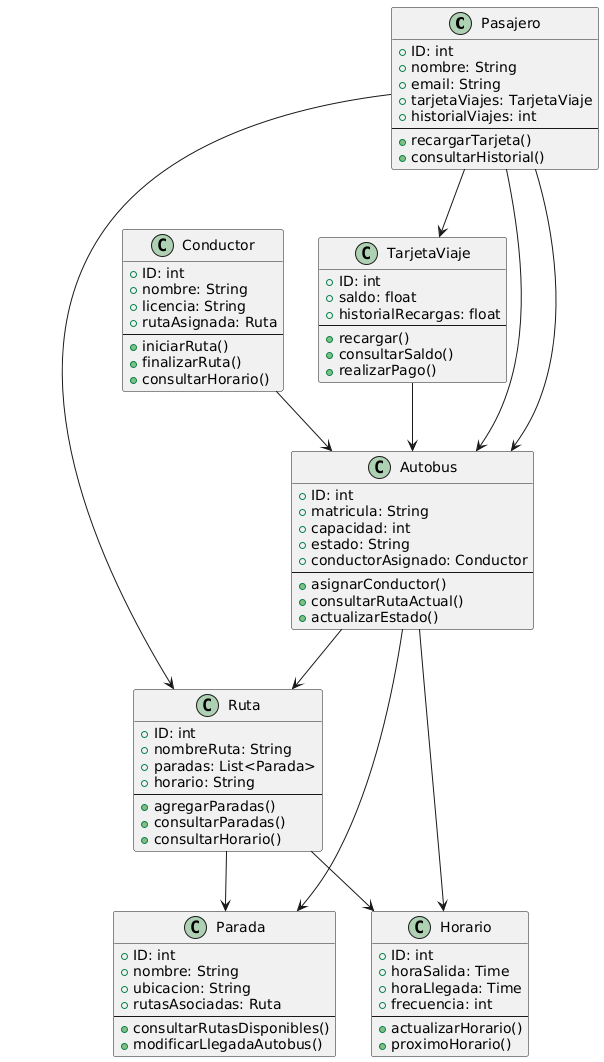 C Pasajero
ID: int
nombre: String
email: String
tarjetaViajes: TarjetaViaje
historialViajes: int
recargarTarjeta()
consultarHistorial()
C Conductor
ID: int
nombre: String
licencia: String
rutaAsignada: Ruta
iniciarRuta()
finalizarRuta()
consultarHorario()
C TarjetaViaje
ID: int
saldo: float
historialRecargas: float
recargar()
consultarSaldo()
realizarPago()
C Autobus
ID: int
matricula: String
capacidad: int
estado: String
conductorAsignado: Conductor
asignarConductor()
consultarRutaActual()
actualizarEstado()
C Ruta
ID: int
nombreRuta: String
paradas: List<Parada>
horario: String
agregarParadas()
consultarParadas()
consultarHorario()
C Parada
ID: int
nombre: String
ubicacion: String
rutasAsociadas: Ruta
consultarRutasDisponibles()
modificarLlegadaAutobus()
C Horario
ID: int
horaSalida: Time
horaLlegada: Time
frecuencia: int
actualizarHorario()
proximoHorario()